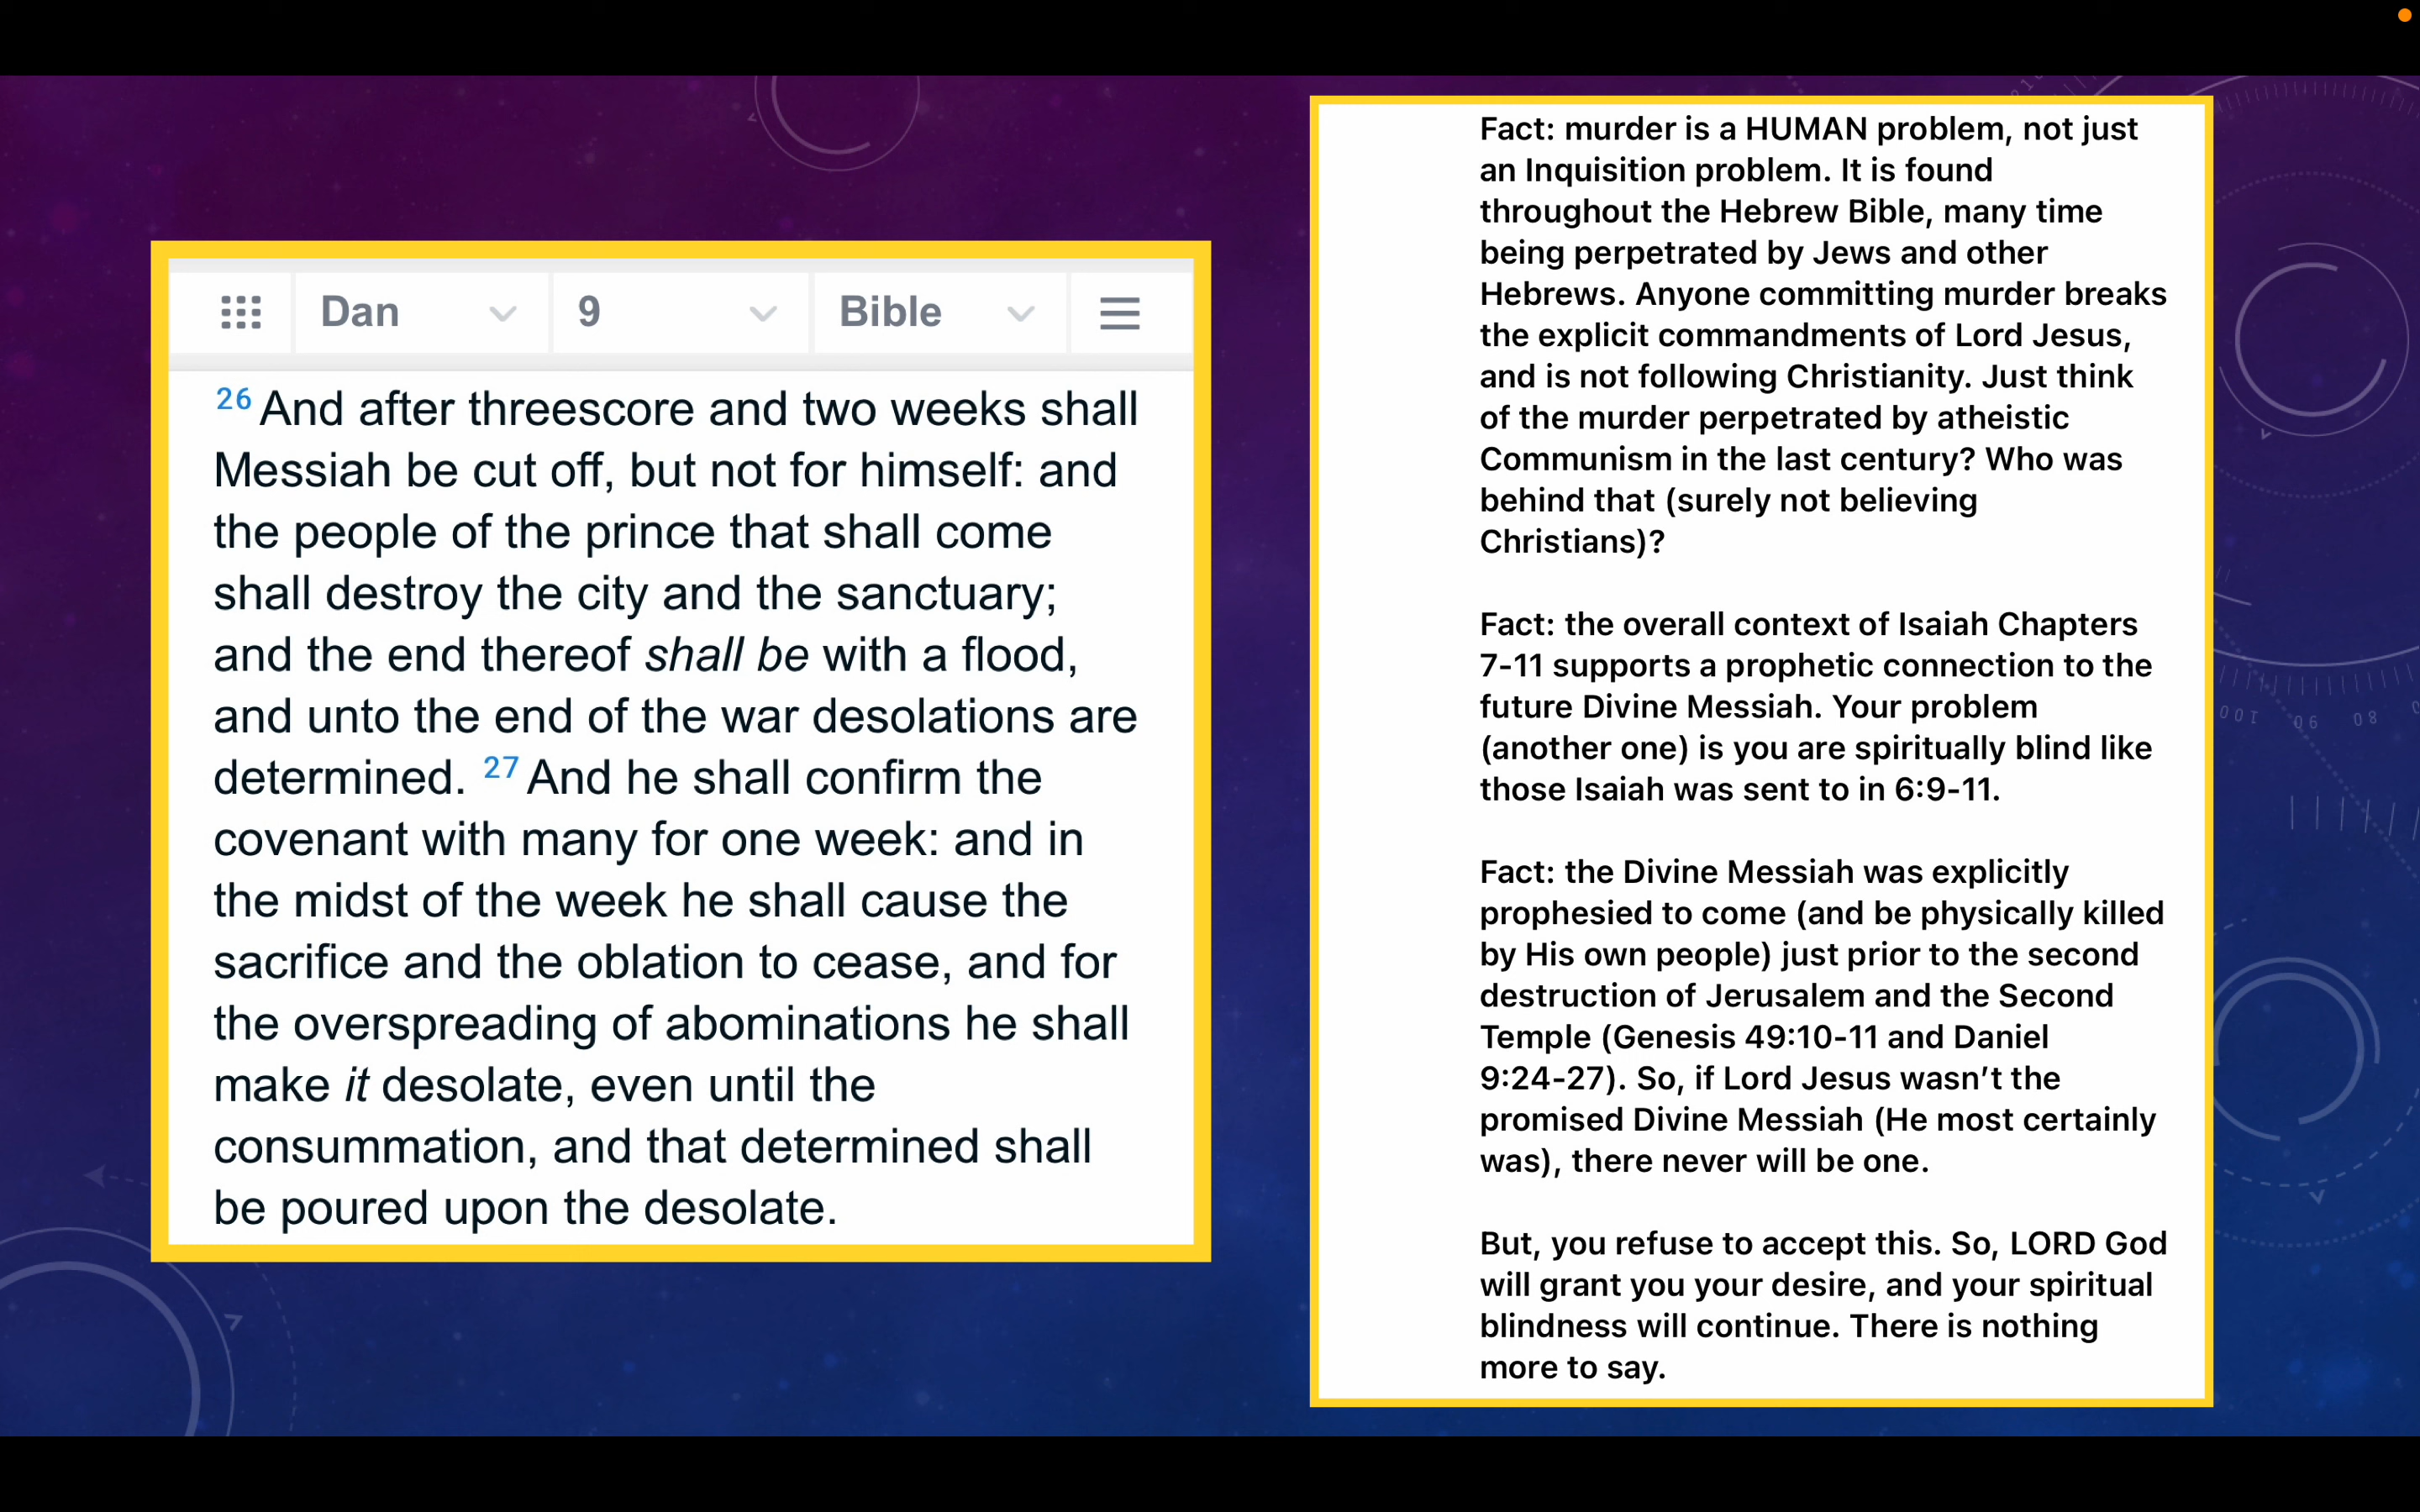 Dan 9 Bible
26 And after threescore and two weeks shall
Messiah be cut off, but not for himself: and
the people of the prince that shall come
shall destroy the city and the sanctuary;
and the end thereof shall be with a flood,
and unto the end of the war desolations are
determined. 27 And he shall confirm the
covenant with many for one week: and in
the midst of the week he shall cause the
sacrifice and the oblation to cease, and for
the overspreading of abominations he shall
make it desolate, even until the
consummation, and that determined shall
be poured upon the desolate.
Fact: murder is a HUMAN problem, not just
an Inquisition problem. It is found
throughout the Hebrew Bible, many time
being perpetrated by Jews and other
Hebrews. Anyone committing murder breaks
the explicit commandments of Lord Jesus,
and is not following Christianity. Just think
of the murder perpetrated by atheistic
Communism in the last century? Who was
behind that (surely not believing
Christians)?
Fact: the overall context of Isaiah Chapters
7-11 supports a prophetic connection to the
future Divine Messiah. Your problem
(another one) is you are spiritually blind like
those Isaiah was sent to in 6:9-11.
Fact: the Divine Messiah was explicitly
prophesied to come (and be physically killed
by His own people) just prior to the second
destruction of Jerusalem and the Second
Temple (Genesis 49:10-11 and Daniel
9:24-27). So, if Lord Jesus wasn't the
promised Divine Messiah (He most certainly
was), there never will be one.
But, you refuse to accept this. So, LORD God
will grant you your desire, and your spiritual
blindness will continue. There is nothing
more to say.
100 90 80